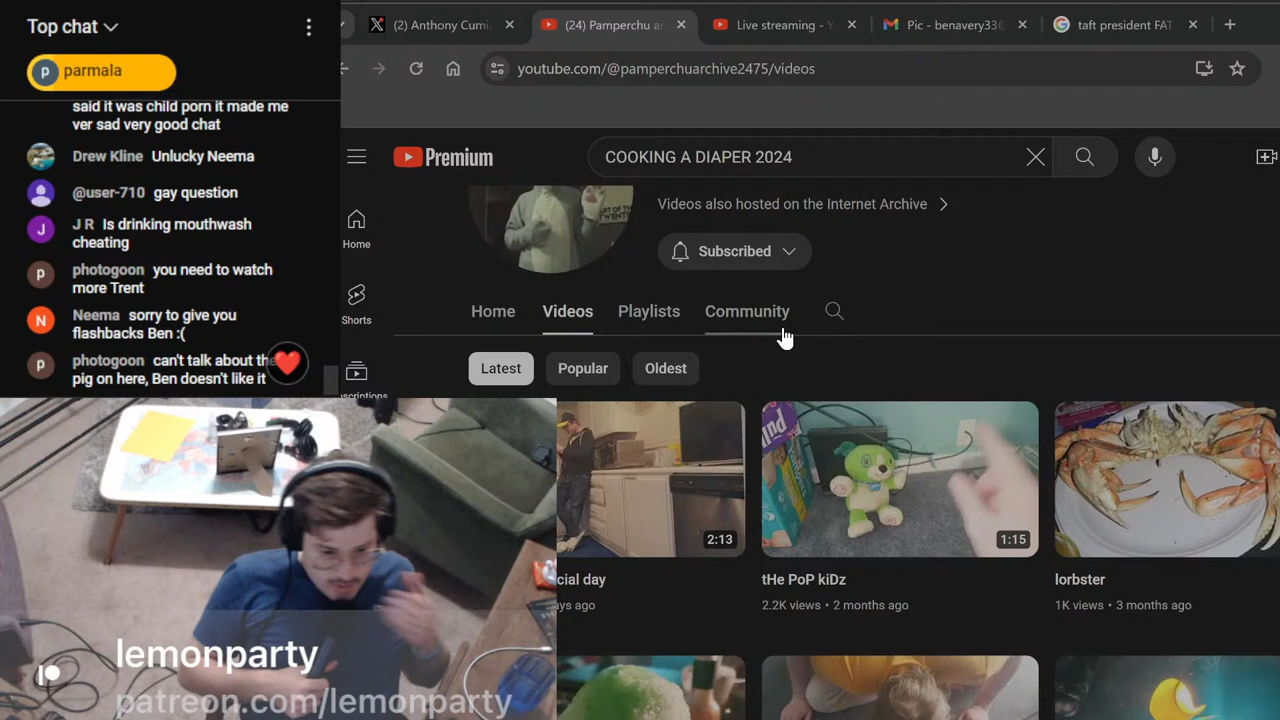 Top chat
p parmala
said it was child porn it made me
ver sad very good chat
Drew Kline Unlucky Neema
@user-710 gay question
J J R Is drinking mouthwash
cheating
p photogoon you need to watch
more Trent
N Neema sorry to give you
flashbacks Ben :(
p photogoon can't talk about the
pig on here, Ben doesn't like it
(2) Anthony Cumia
(24) Pamperchu ar
Live streaming - Y
Pic - benavery33@
taft president FAT
youtube.com/@pamperchuarchive2475/videos
Premium
COOKING A DIAPER 2024
Home
Shorts
Videos also hosted on the Internet Archive
Subscribed
Home Videos Playlists Community
Latest Popular Oldest
2:13
1:15
cial day
tHe PoP kiDz
lorbster
2.2K views • 2 months ago
1K views • 3 months ago
lemonparty
patreon.com/lemonparty